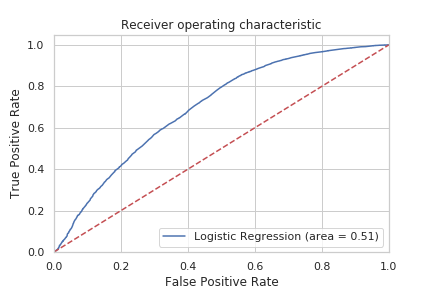 Receiver operating characteristic
1.0
0.8
0.6
0.4
0.2
0.0
True Positive Rate
Logistic Regression (area = 0.51)
0.0 0.2 0.4 0.6 0.8 1.0
False Positive Rate